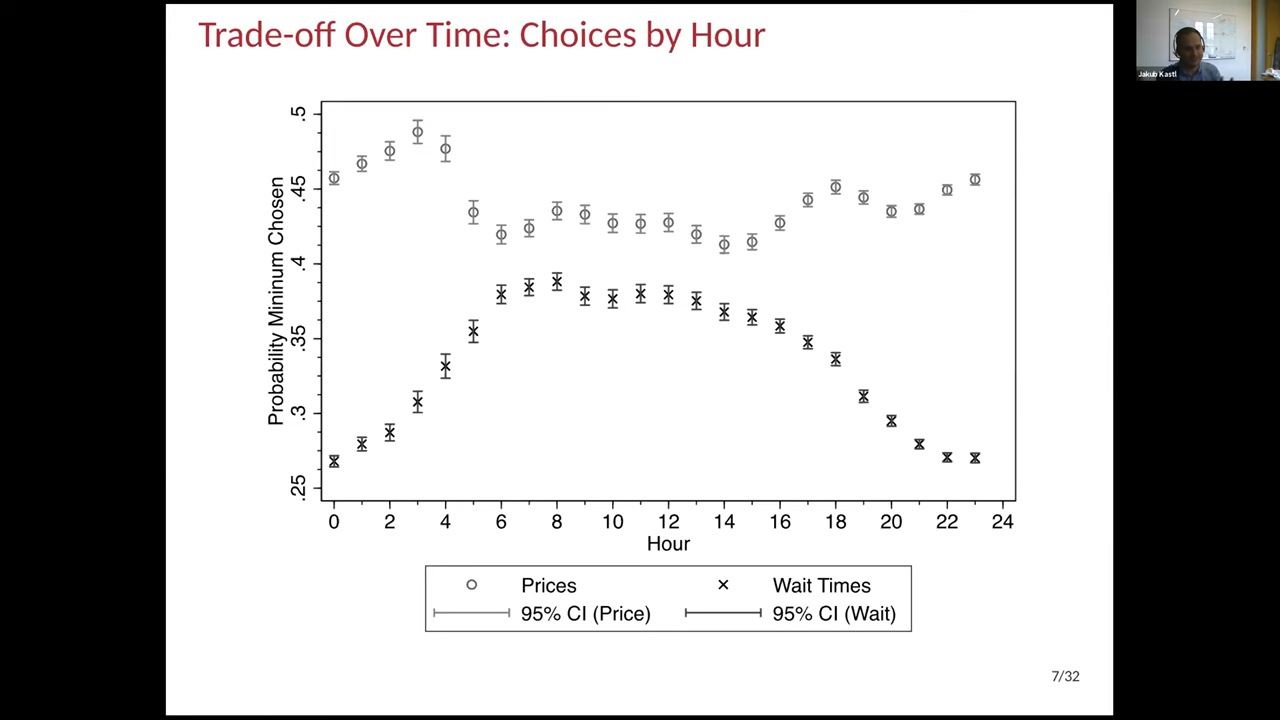 Trade-off Over Time: Choices by Hour
Jakub Kastl
Probability Mininum Chosen
.5
.45
.4
.35
.3
.25
0 2 4 6 8 10 12 14 16 18 20 22 24
Hour
Prices Wait Times
95% CI (Price) 95% CI (Wait)
7/32